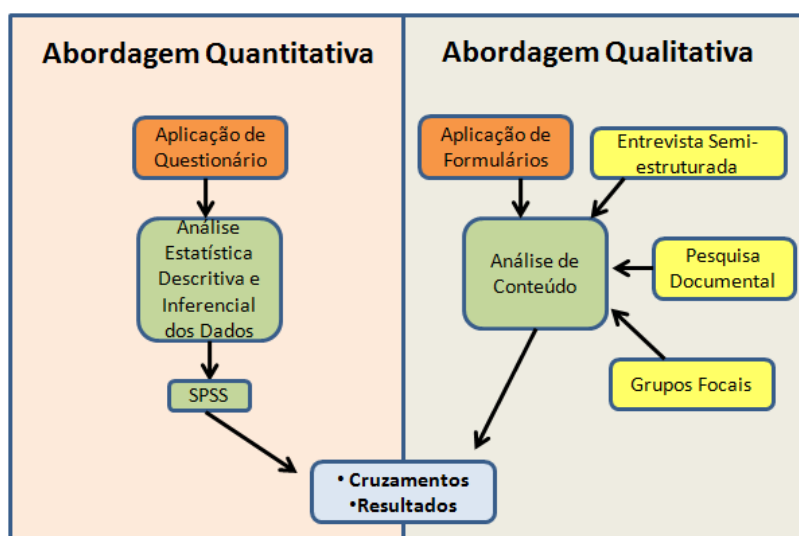 Abordagem Quantitativa
Aplicação de
Questionário
Análise
Estatística
Descritiva e
Inferencial
dos Dados
SPSS
Abordagem Qualitativa
Aplicação de
Formulários
Entrevista Semi-
estruturada
Análise de
Conteúdo
Pesquisa
Documental
Grupos Focais
• Cruzamentos
•Resultados